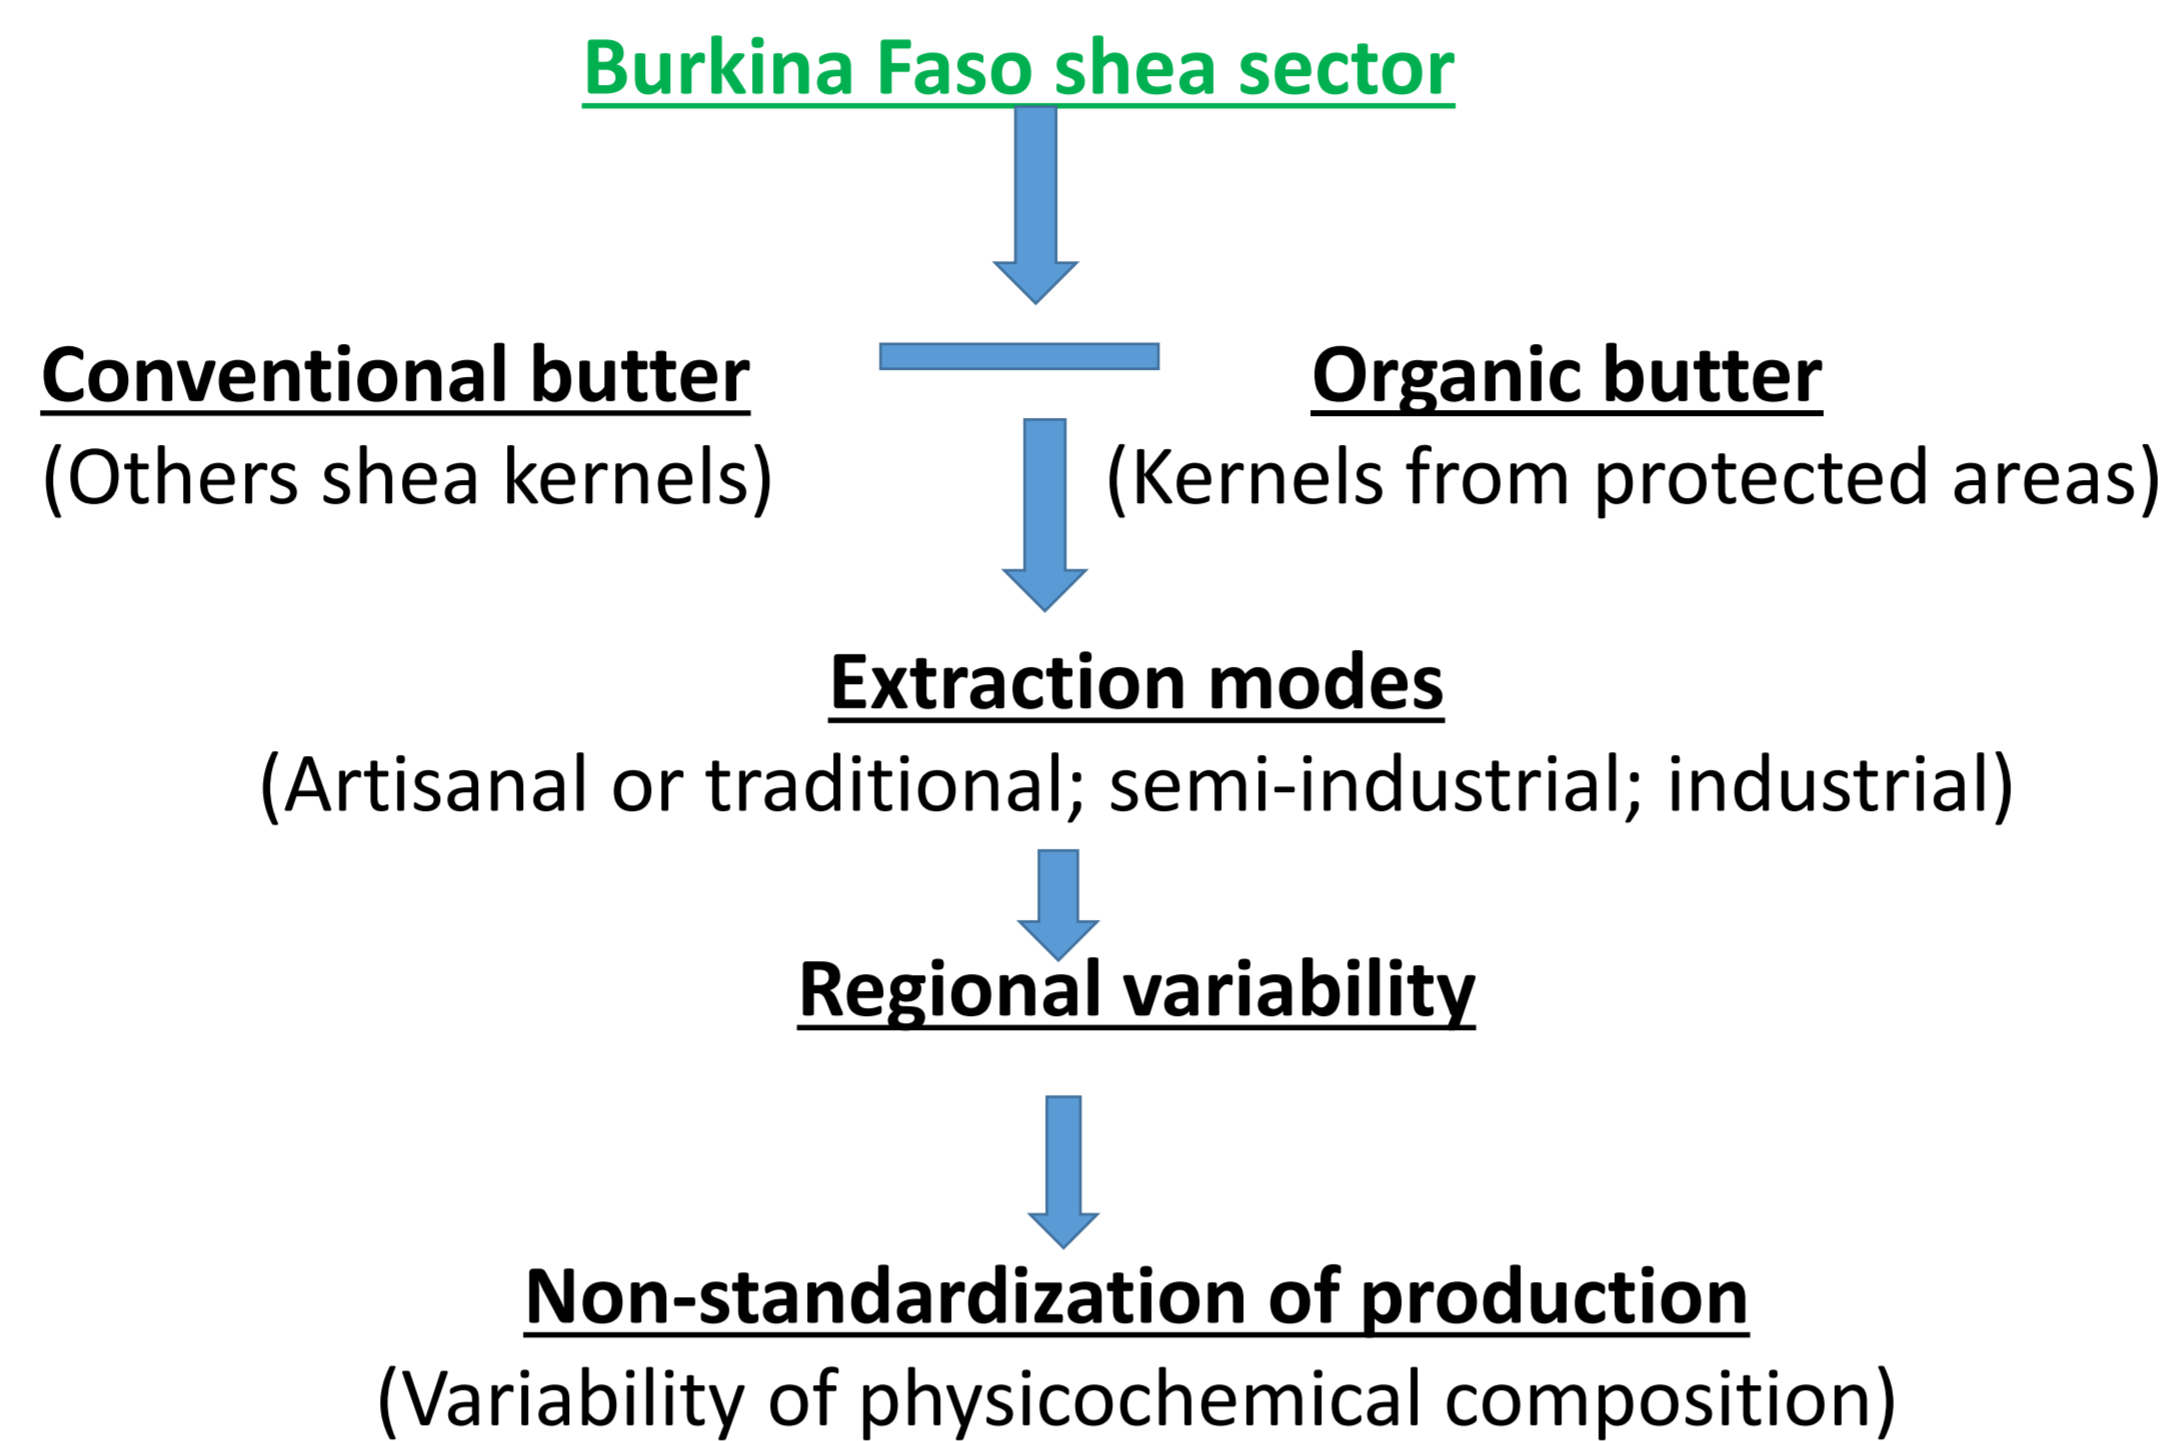 Burkina Faso shea sector
Conventional butter
Organic butter
(Others shea kernels)
(Kernels from protected areas)
Extraction modes
(Artisanal or traditional; semi-industrial; industrial)
Regional variability
Non-standardization of production
(Variability of physicochemical composition)